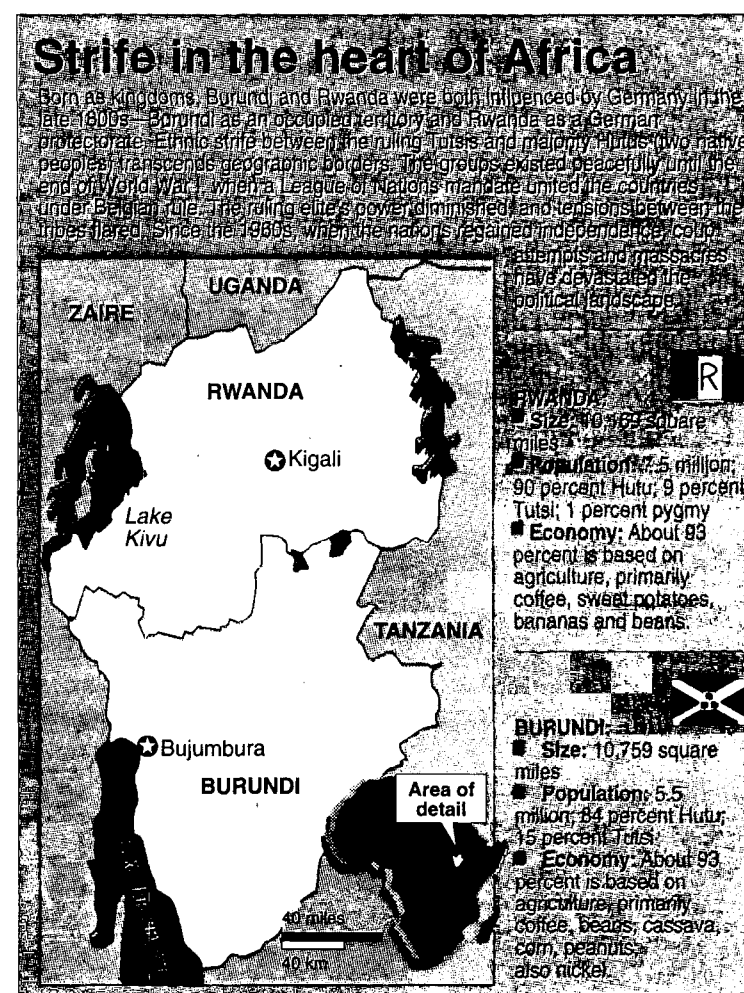 Strife in the heart of Africa
Born as kingdoms, Burundi and Rwanda were both influenced by Germany in the
late 1800s—Burundi as an occupied territory and Rwanda as a German
protectorate. Ethnic strife between the ruling Tutsis and majority Hutus (two native
peoples) transcends geographic borders. The groups existed peacefully until the
end of World War I, when a League of Nations mandate united the countries
under Belgian rule. The ruling elite's power diminished, and tensions between the
tribes flared. Since the 1960s, when the nations regained independence, coup
attempts and massacres
have devastated the
political landscape.
ZAIRE
UGANDA
RWANDA
Kigali
Lake
Kivu
TANZANIA
Bujumbura
BURUNDI
Area of
detail
40 miles
40 km
R
RWANDA:
Size: 10,169 square
miles
Population: 7.5 million;
90 percent Hutu; 9 percent
Tutsi; 1 percent pygmy
Economy: About 93
percent is based on
agriculture, primarily
coffee, sweet potatoes,
bananas and beans.
BURUNDI:
Size: 10,759 square
miles
Population: 5.5
million; 84 percent Hutu;
15 percent Tutsi
Economy: About 93
percent is based on
agriculture, primarily
coffee, beans, cassava,
corn, peanuts;
also nickel.